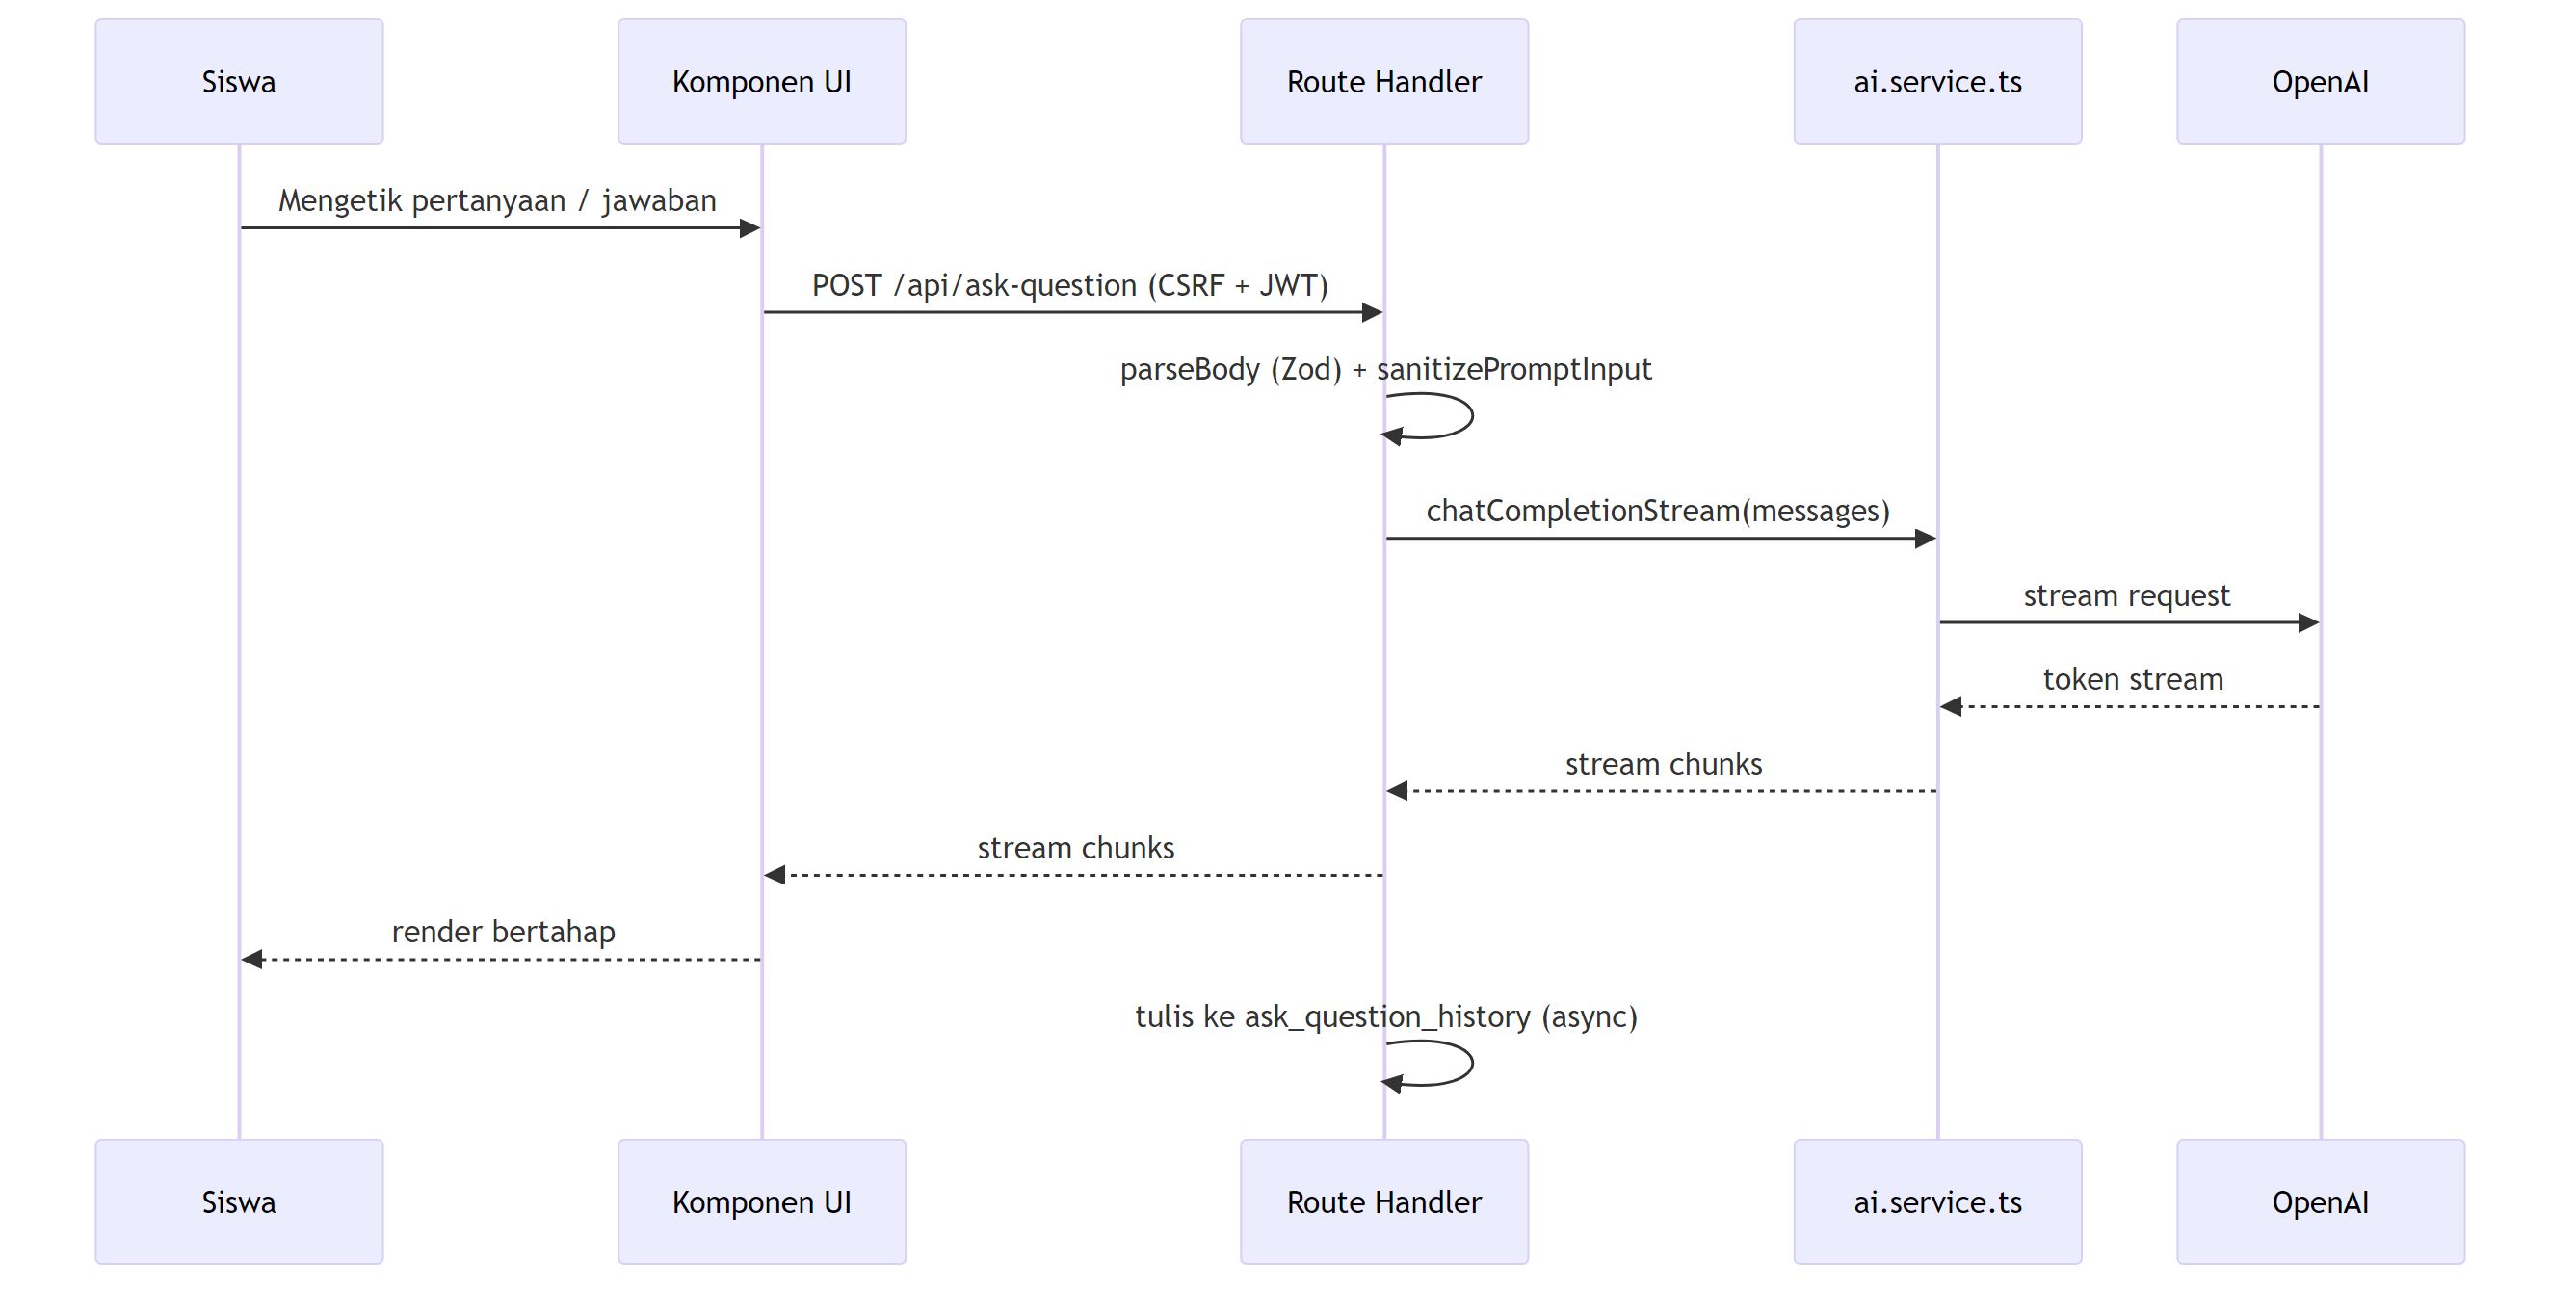 Siswa
Komponen UI
Route Handler
ai.service.ts
OpenAI
Mengetik pertanyaan / jawaban
POST /api/ask-question (CSRF + JWT)
parseBody (Zod) + sanitizePromptInput
chatCompletionStream(messages)
stream request
token stream
stream chunks
stream chunks
render bertahap
tulis ke ask_question_history (async)
Siswa
Komponen UI
Route Handler
ai.service.ts
OpenAI